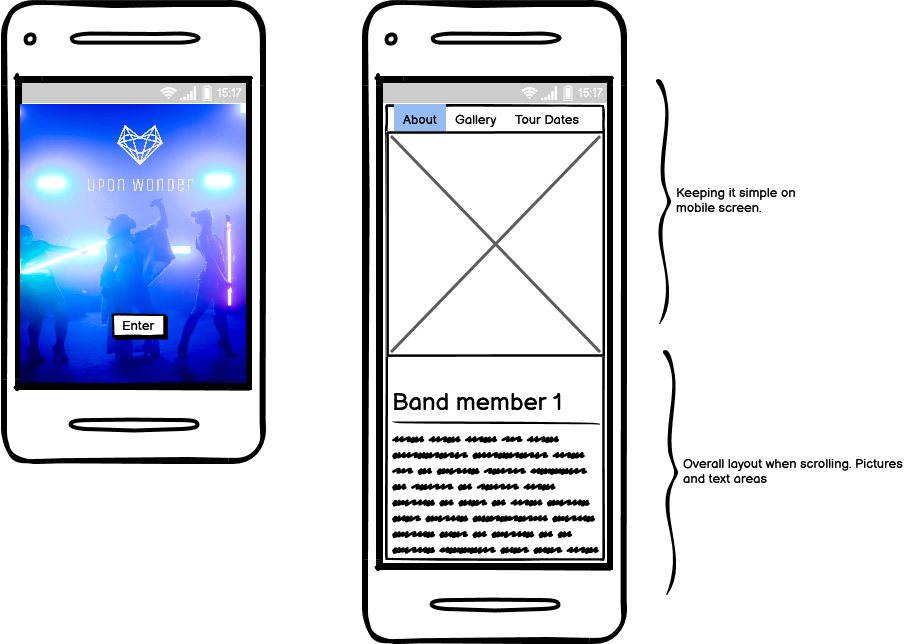 15:17
upon wonder
Enter
15:17
About Gallery Tour Dates
Band member 1
Keeping it simple on
mobile screen.
Overall layout when scrolling. Pictures
and text areas